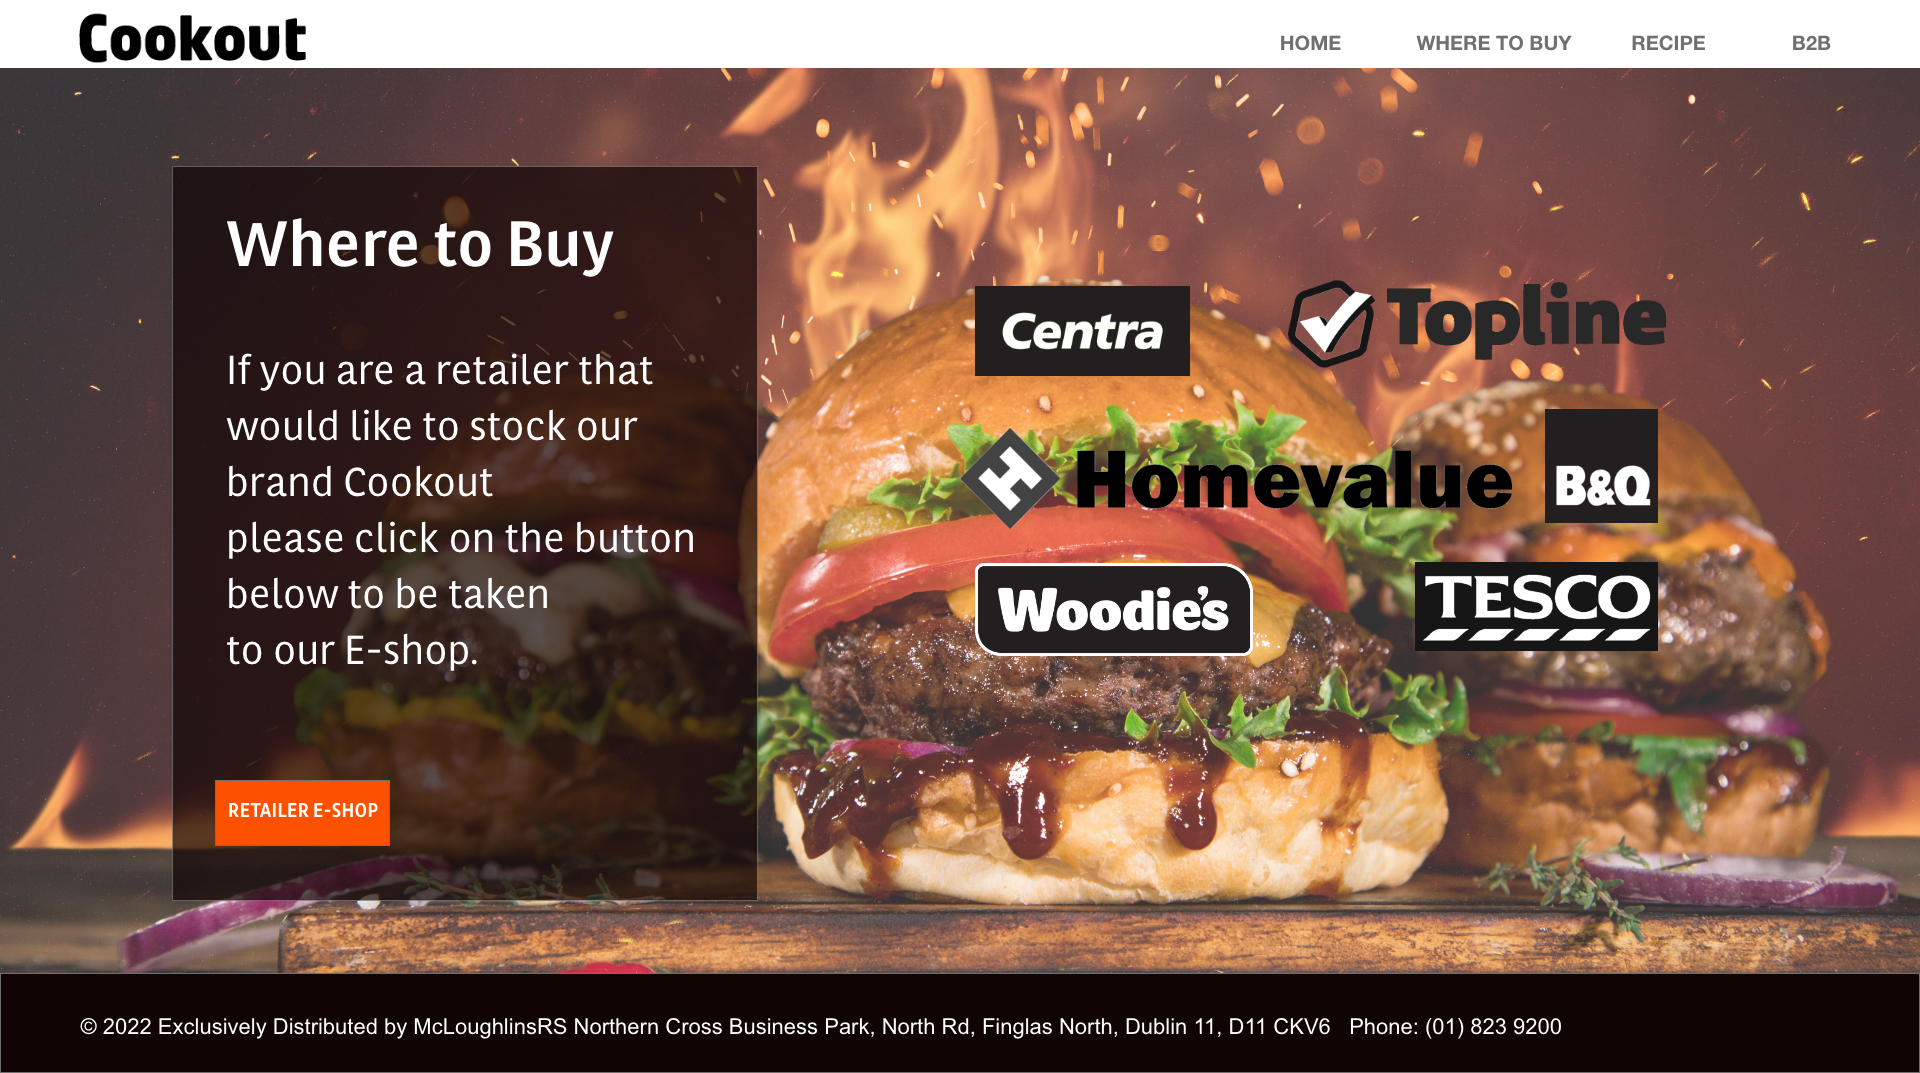 Cookout
HOME WHERE TO BUY RECIPE B2B
Where to Buy
If you are a retailer that
would like to stock our
brand Cookout
please click on the button
below to be taken
to our E-shop.
RETAILER E-SHOP
Centra
Topline
Homevalue
B&Q
Woodie's
TESCO
© 2022 Exclusively Distributed by McLoughlinsRS Northern Cross Business Park, North Rd, Finglas North, Dublin 11, D11 CKV6 Phone: (01) 823 9200